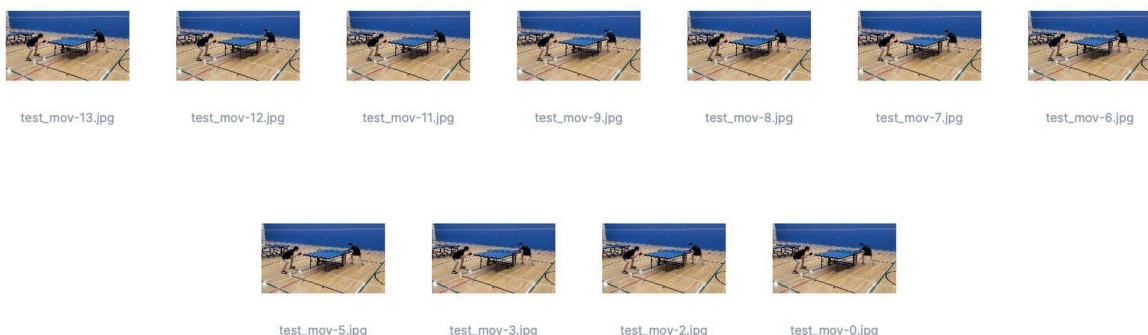 test_mov-13.jpg
test_mov-12.jpg
test_mov-11.jpg
test_mov-9.jpg
test_mov-8.jpg
test_mov-7.jpg
test_mov-6.jpg
test_mov-5.jpg
test_mov-3.jpg
test_mov-2.jpg
test_mov-0.jpg